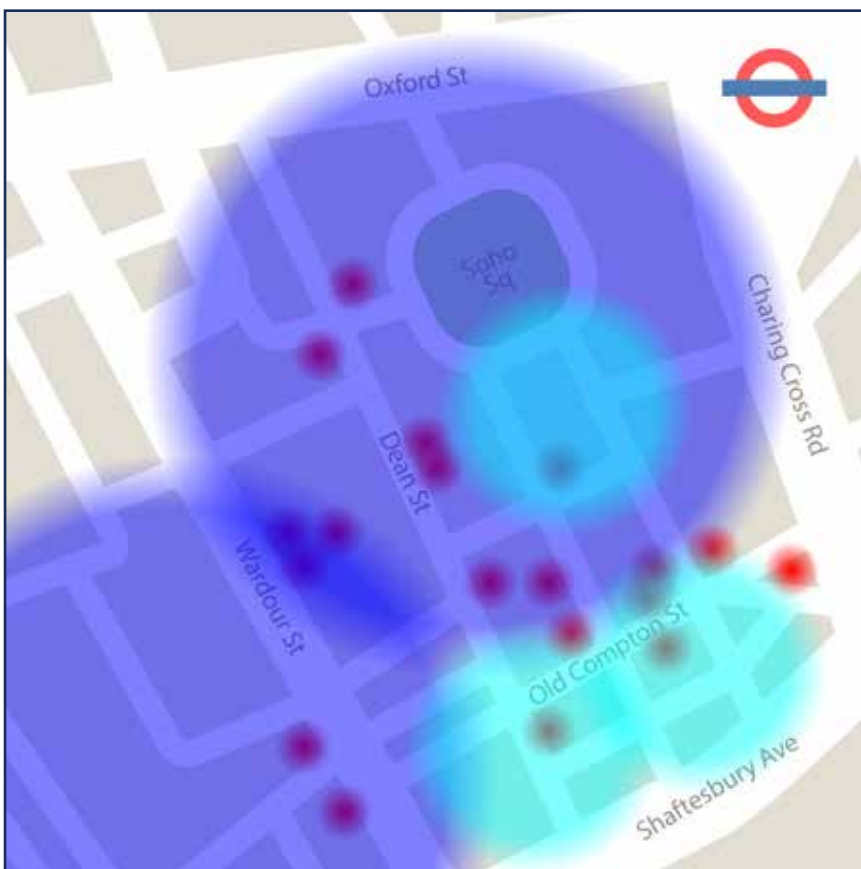 Oxford St
Soho
Sq
Charing Cross Rd
Dean St
Wardour St
Old Compton St
Shaftesbury Ave